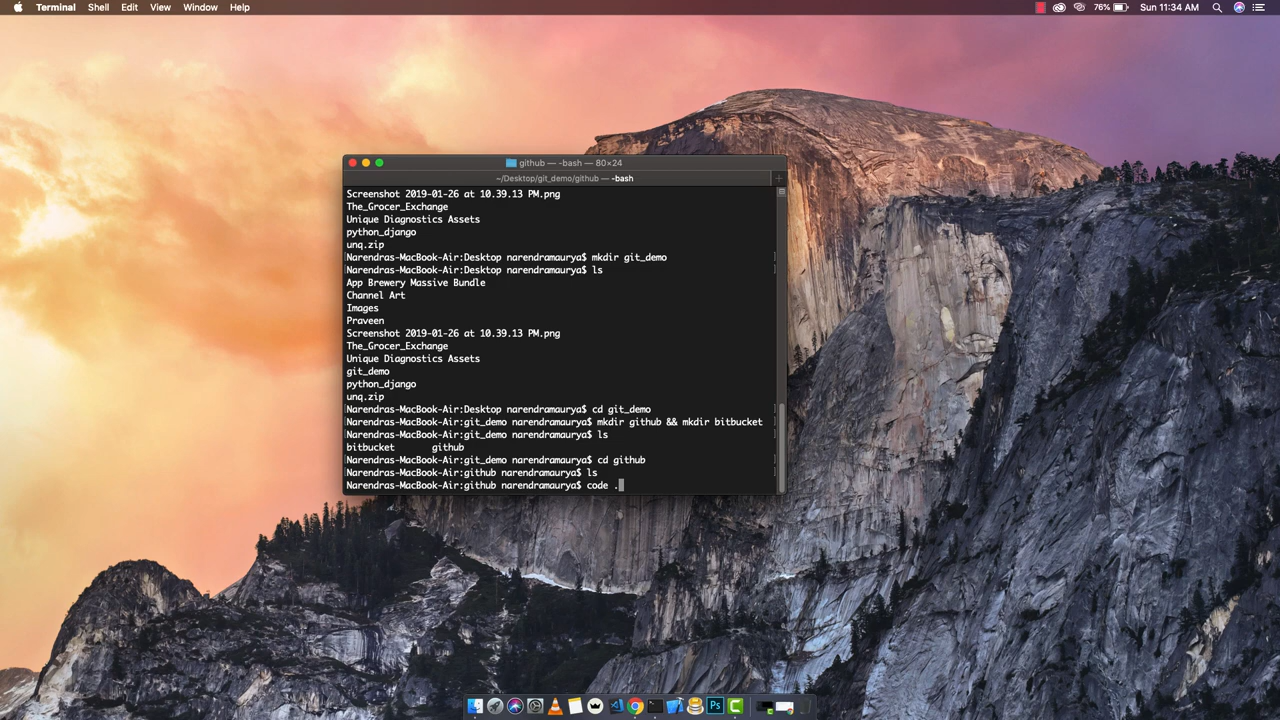 Terminal Shell Edit View Window Help
76% Sun 11:34 AM
github — -bash — 80×24
~/Desktop/git_demo/github — -bash
Screenshot 2019-01-26 at 10.39.13 PM.png
The_Grocer_Exchange
Unique Diagnostics Assets
python_django
unq.zip
Narendras-MacBook-Air:Desktop narendramaurya$ mkdir git_demo
Narendras-MacBook-Air:Desktop narendramaurya$ ls
App Brewery Massive Bundle
Channel Art
Images
Praveen
Screenshot 2019-01-26 at 10.39.13 PM.png
The_Grocer_Exchange
Unique Diagnostics Assets
git_demo
python_django
unq.zip
Narendras-MacBook-Air:Desktop narendramaurya$ cd git_demo
Narendras-MacBook-Air:git_demo narendramaurya$ mkdir github && mkdir bitbucket
Narendras-MacBook-Air:git_demo narendramaurya$ ls
bitbucket github
Narendras-MacBook-Air:git_demo narendramaurya$ cd github
Narendras-MacBook-Air:github narendramaurya$ ls
Narendras-MacBook-Air:github narendramaurya$ code .
Ps